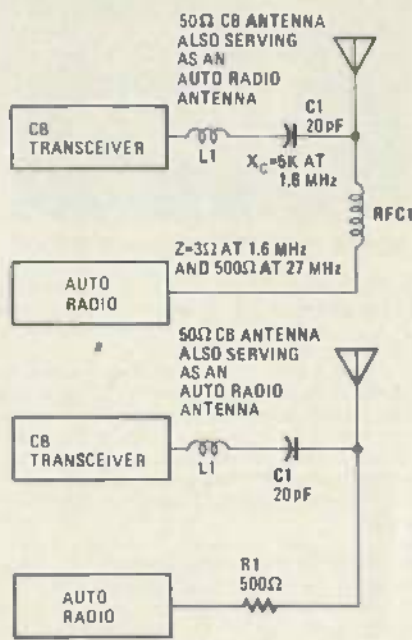 50Ω CB ANTENNA
ALSO SERVING
AS AN
AUTO RADIO
ANTENNA
C1
20pF
CB
TRANSCEIVER
L1
XC=5K AT
1.6 MHz
RFC1
Z=3Ω AT 1.6 MHz
AND 500Ω AT 27 MHz
AUTO
RADIO
50Ω CB ANTENNA
ALSO SERVING
AS AN
AUTO RADIO
ANTENNA
CB
TRANSCEIVER
L1
C1
20pF
R1
500Ω
AUTO
RADIO